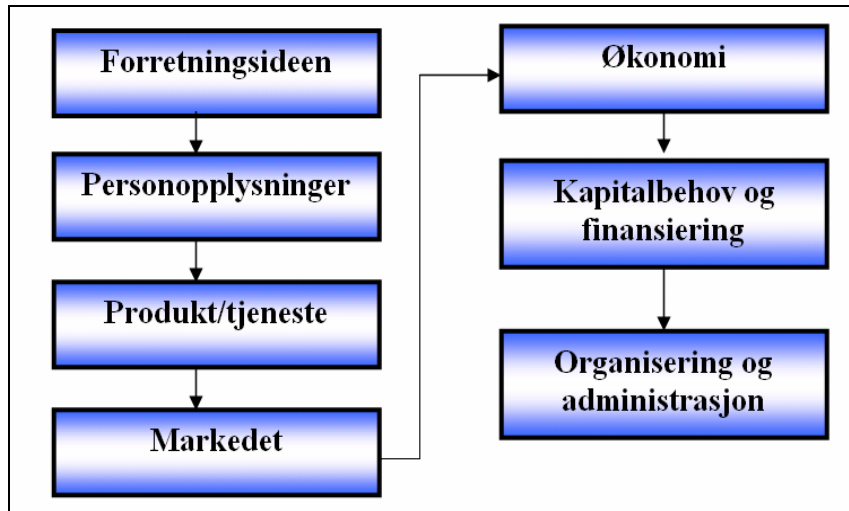 Forretningsideen
Personopplysninger
Produkt/tjeneste
Markedet
Økonomi
Kapitalbehov og
finansiering
Organisering og
administrasjon